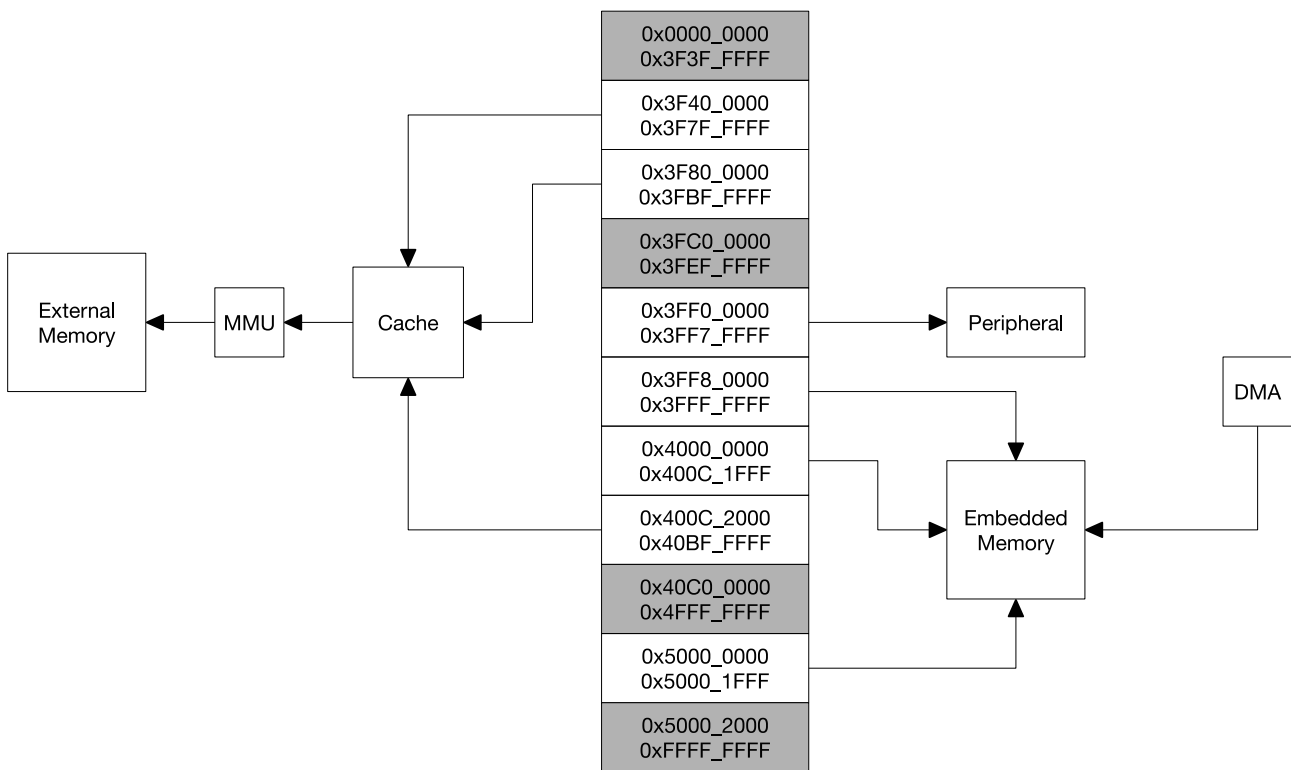 0x0000_0000
0x3F3F_FFFF
0x3F40_0000
0x3F7F_FFFF
0x3F80_0000
0x3FBF_FFFF
0x3FC0_0000
0x3FEF_FFFF
0x3FF0_0000
0x3FF7_FFFF
0x3FF8_0000
0x3FFF_FFFF
0x4000_0000
0x400C_1FFF
0x400C_2000
0x40BF_FFFF
0x40C0_0000
0x4FFF_FFFF
0x5000_0000
0x5000_1FFF
0x5000_2000
0xFFFF_FFFF
External
Memory
MMU
Cache
Peripheral
DMA
Embedded
Memory